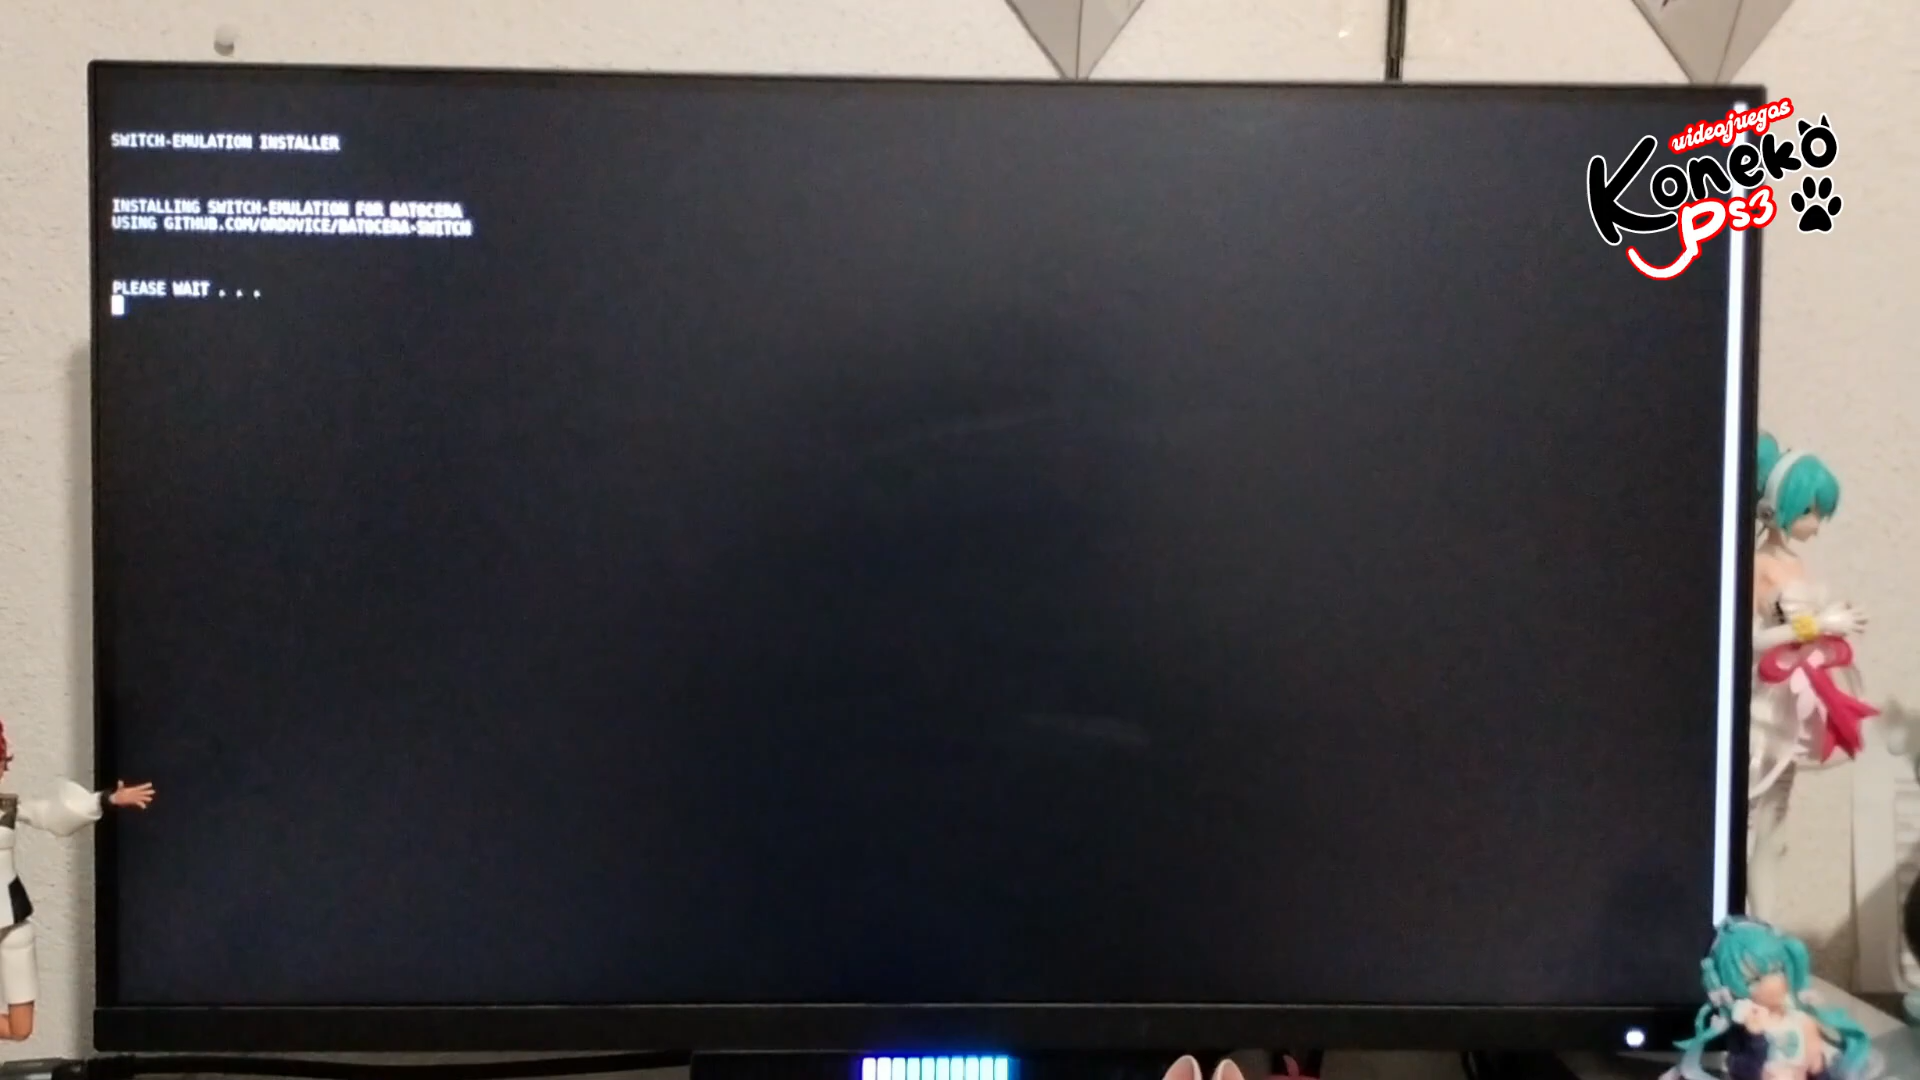 SWITCH-EMULATION INSTALLER
INSTALLING SWITCH-EMULATION FOR BATOCERA
USING GITHUB.COM/ORDOVICE/BATOCERA-SWITCH
PLEASE WAIT . . .
videojuegos
Koneko
Ps3